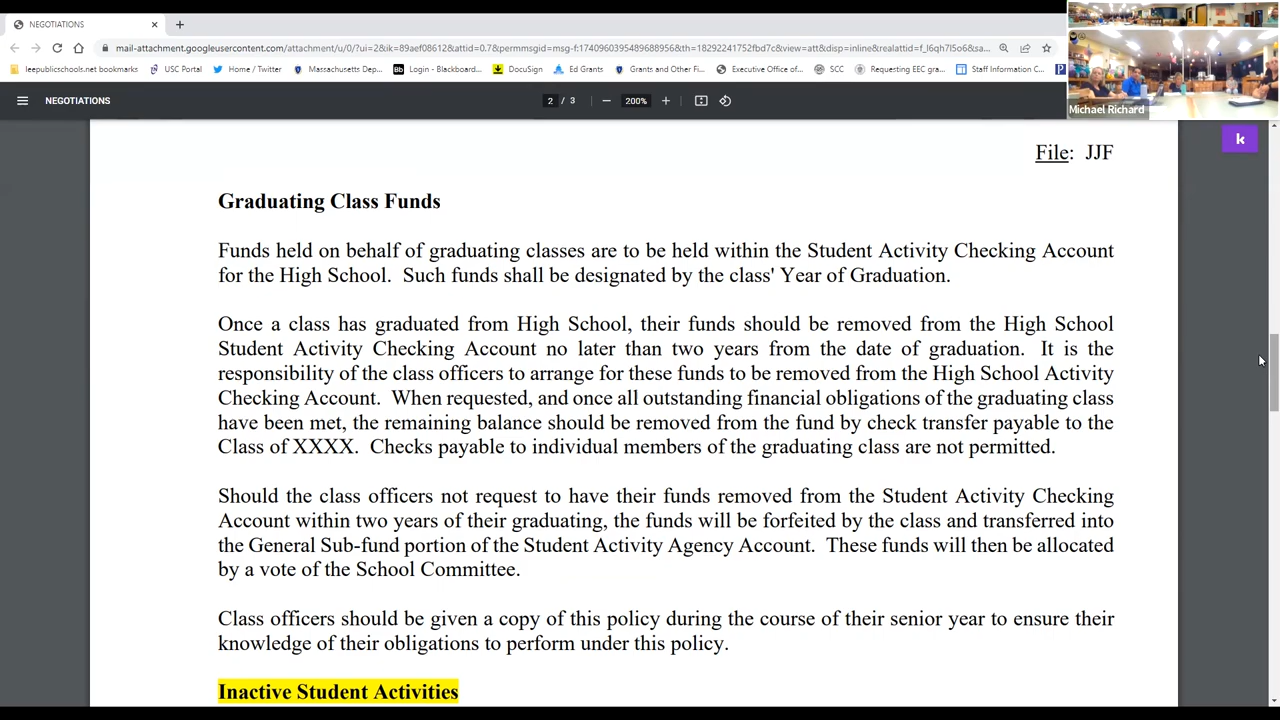 NEGOTIATIONS
mail-attachment.googleusercontent.com/attachment/u/0/?ui=2&ik=89aef08612&attid=0.7&permmsgid=msg-f:1740960395489688956&th=18292241752fbd7c&view=att&disp=inline&realattid=f_l6qh7l5o6&sa...
leepublicschools.net bookmarks
USC Portal
Home / Twitter
Massachusetts Dep...
Bb Login - Blackboard...
DocuSign
Ed Grants
Grants and Other Fi...
Executive Office of...
SCC
Requesting EEC gra...
Staff Information C...
P
Michael Richard
NEGOTIATIONS
2 / 3
200%
k
File: JJF
Graduating Class Funds
Funds held on behalf of graduating classes are to be held within the Student Activity Checking Account
for the High School. Such funds shall be designated by the class' Year of Graduation.
Once a class has graduated from High School, their funds should be removed from the High School
Student Activity Checking Account no later than two years from the date of graduation. It is the
responsibility of the class officers to arrange for these funds to be removed from the High School Activity
Checking Account. When requested, and once all outstanding financial obligations of the graduating class
have been met, the remaining balance should be removed from the fund by check transfer payable to the
Class of XXXX. Checks payable to individual members of the graduating class are not permitted.
Should the class officers not request to have their funds removed from the Student Activity Checking
Account within two years of their graduating, the funds will be forfeited by the class and transferred into
the General Sub-fund portion of the Student Activity Agency Account. These funds will then be allocated
by a vote of the School Committee.
Class officers should be given a copy of this policy during the course of their senior year to ensure their
knowledge of their obligations to perform under this policy.
Inactive Student Activities